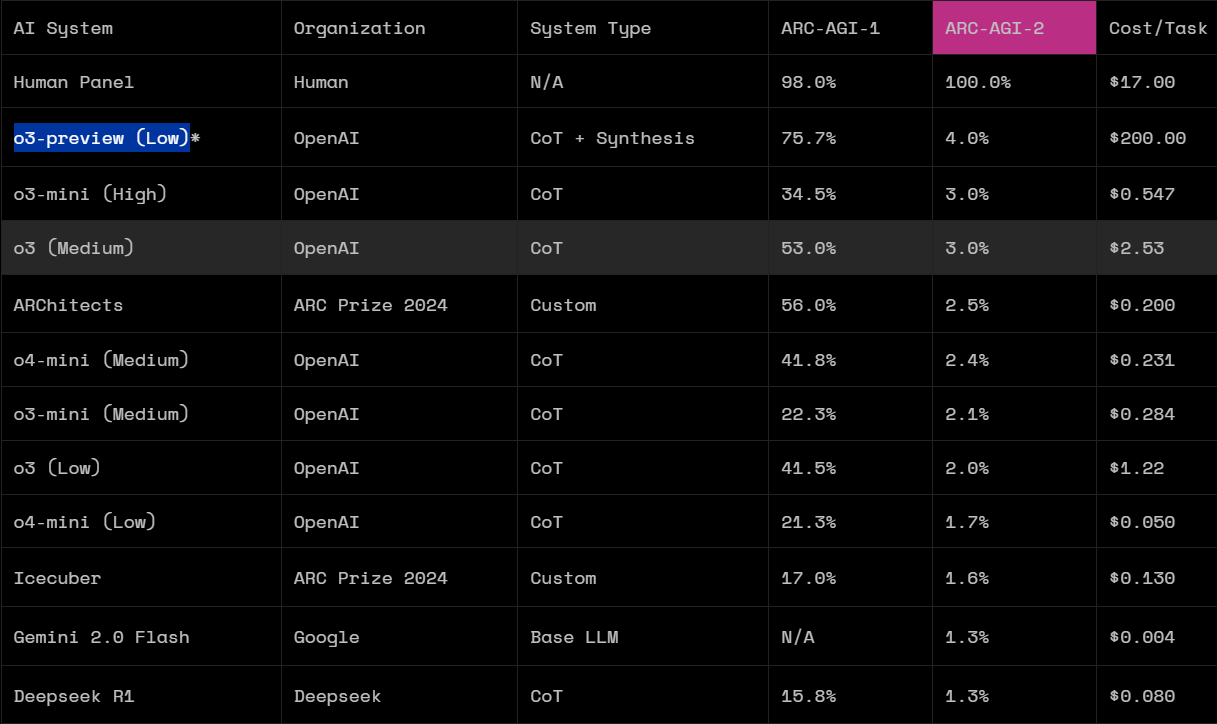 AI System Organization System Type ARC-AGI-1 ARC-AGI-2 Cost/Task
Human Panel Human N/A 98.0% 100.0% $17.00
o3-preview (Low)* OpenAI CoT + Synthesis 75.7% 4.0% $200.00
o3-mini (High) OpenAI CoT 34.5% 3.0% $0.547
o3 (Medium) OpenAI CoT 53.0% 3.0% $2.53
ARChitects ARC Prize 2024 Custom 56.0% 2.5% $0.200
o4-mini (Medium) OpenAI CoT 41.8% 2.4% $0.231
o3-mini (Medium) OpenAI CoT 22.3% 2.1% $0.284
o3 (Low) OpenAI CoT 41.5% 2.0% $1.22
o4-mini (Low) OpenAI CoT 21.3% 1.7% $0.050
Icecuber ARC Prize 2024 Custom 17.0% 1.6% $0.130
Gemini 2.0 Flash Google Base LLM N/A 1.3% $0.004
Deepseek R1 Deepseek CoT 15.8% 1.3% $0.080